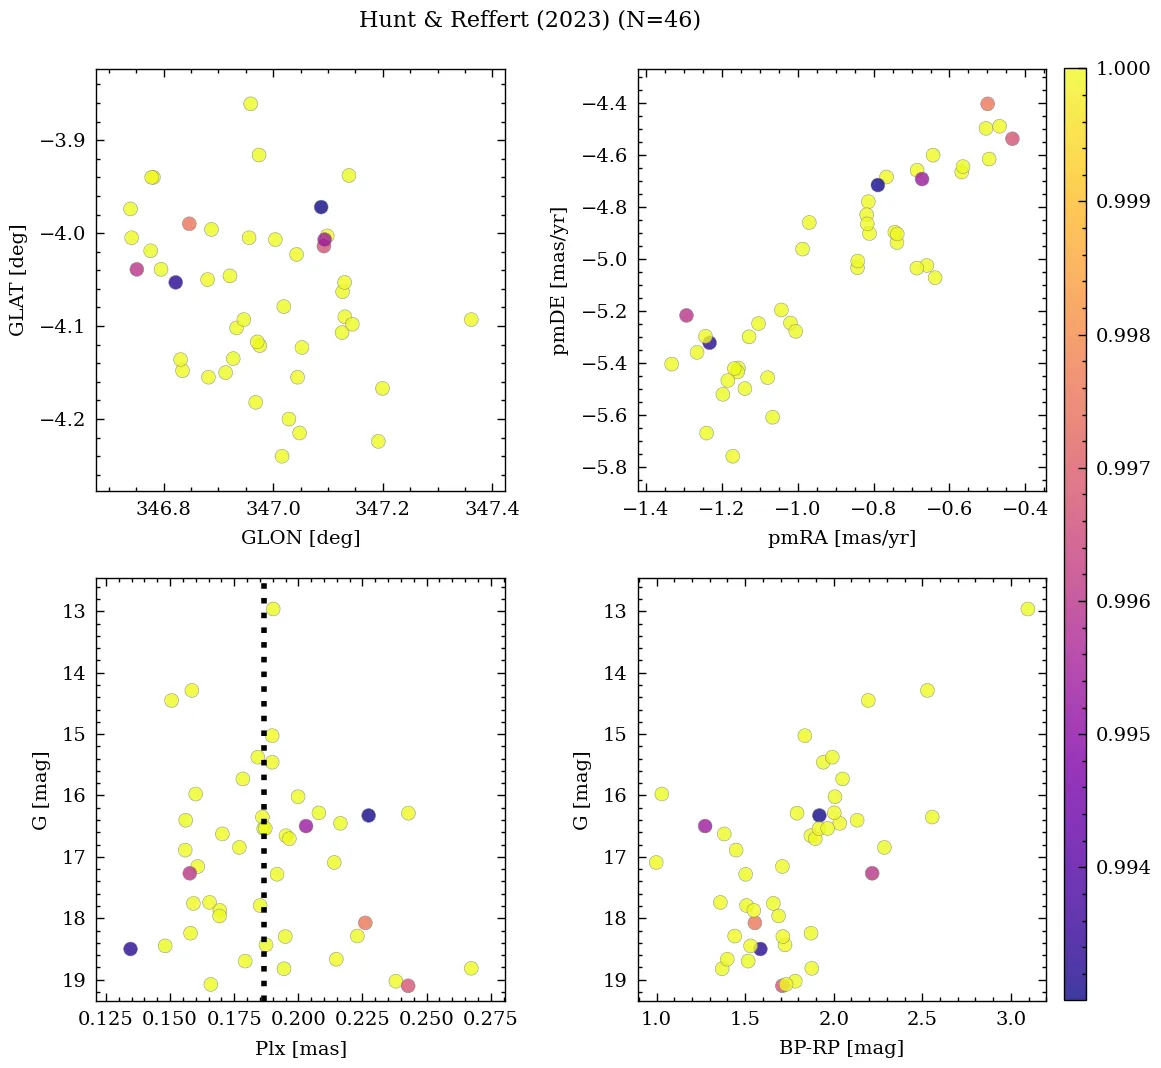 Hunt & Reffert (2023) (N=46)
−3.9
−4.0
−4.1
−4.2
GLAT [deg]
346.8 347.0 347.2 347.4
GLON [deg]
−4.4
−4.6
−4.8
−5.0
−5.2
−5.4
−5.6
−5.8
pmDE [mas/yr]
−1.4 −1.2 −1.0 −0.8 −0.6 −0.4
pmRA [mas/yr]
1.000
0.999
0.998
0.997
0.996
0.995
0.994
13
14
15
16
17
18
19
G [mag]
0.125 0.150 0.175 0.200 0.225 0.250 0.275
Plx [mas]
13
14
15
16
17
18
19
G [mag]
1.0 1.5 2.0 2.5 3.0
BP-RP [mag]